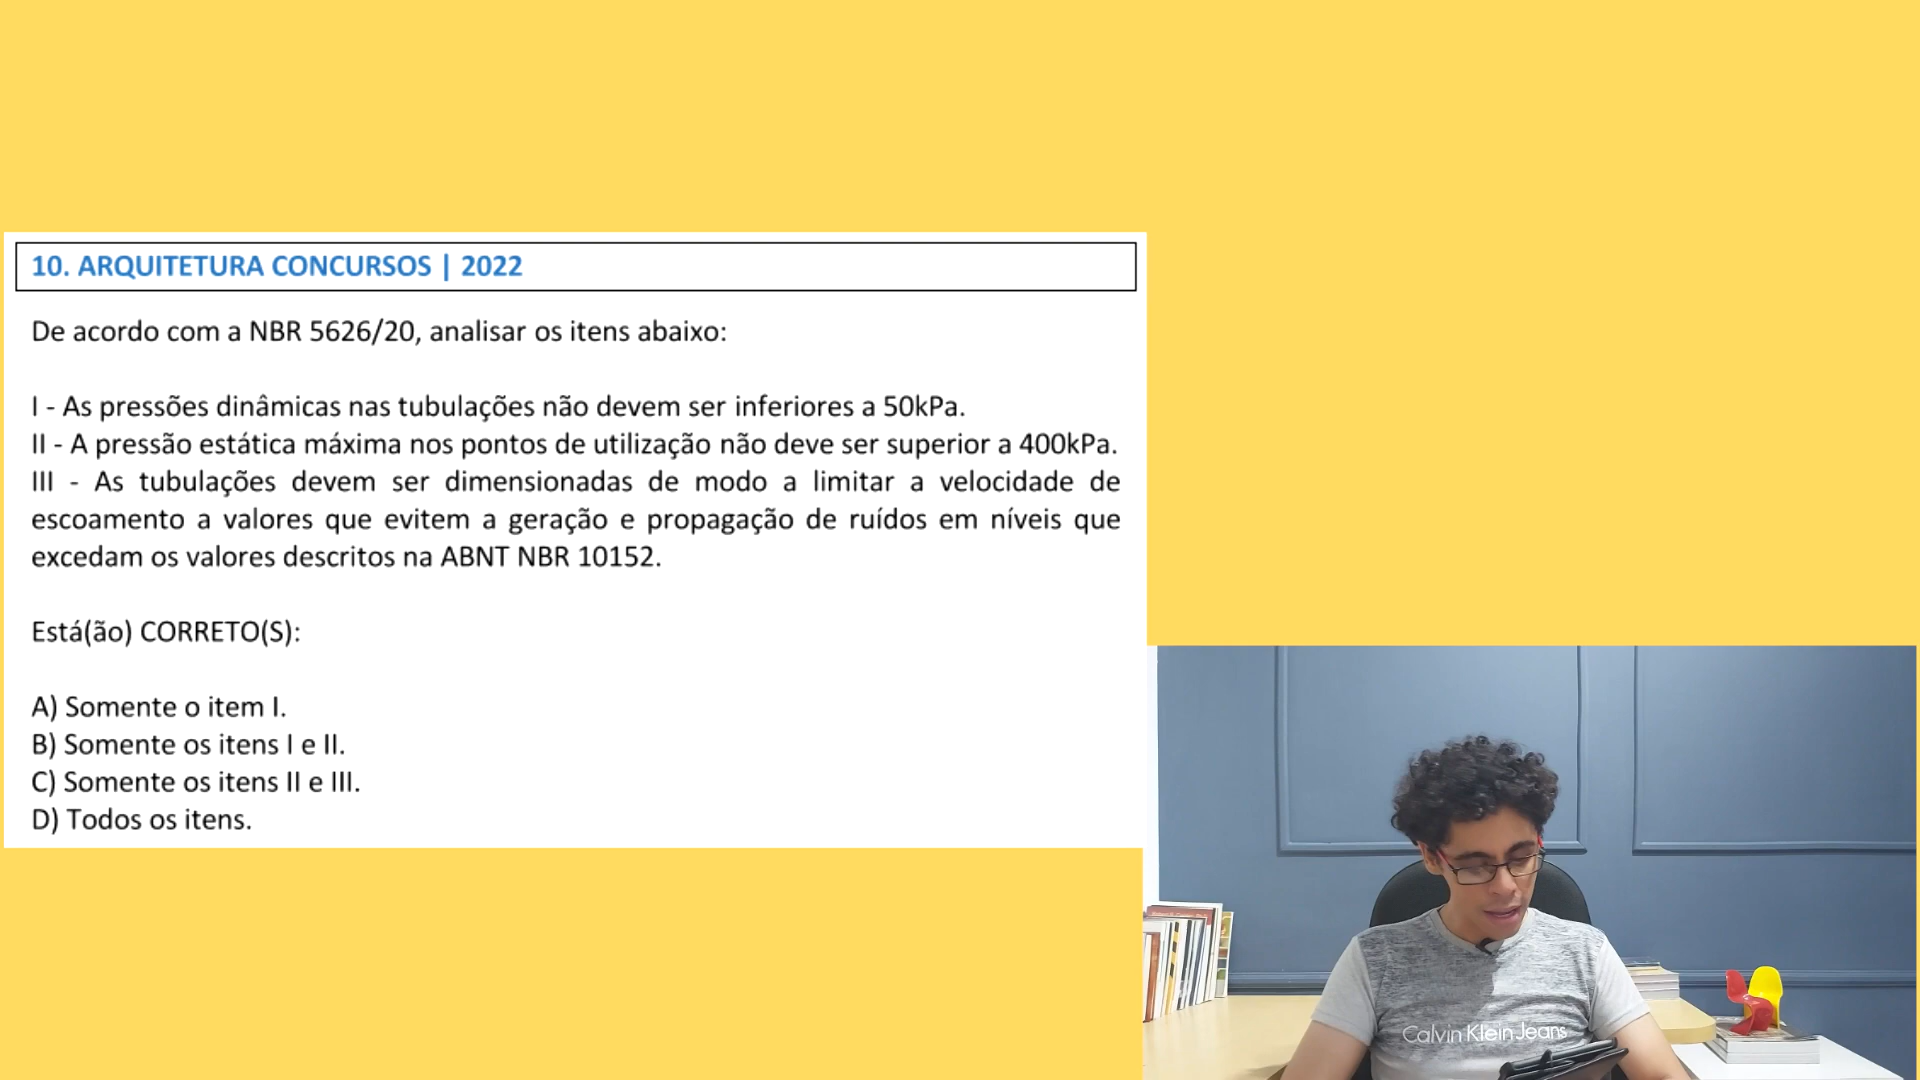 10. ARQUITETURA CONCURSOS | 2022
De acordo com a NBR 5626/20, analisar os itens abaixo:
I - As pressões dinâmicas nas tubulações não devem ser inferiores a 50kPa.
II - A pressão estática máxima nos pontos de utilização não deve ser superior a 400kPa.
III - As tubulações devem ser dimensionadas de modo a limitar a velocidade de
escoamento a valores que evitem a geração e propagação de ruídos em níveis que
excedam os valores descritos na ABNT NBR 10152.
Está(ão) CORRETO(S):
A) Somente o item I.
B) Somente os itens I e II.
C) Somente os itens II e III.
D) Todos os itens.
Calvin Klein Jeans